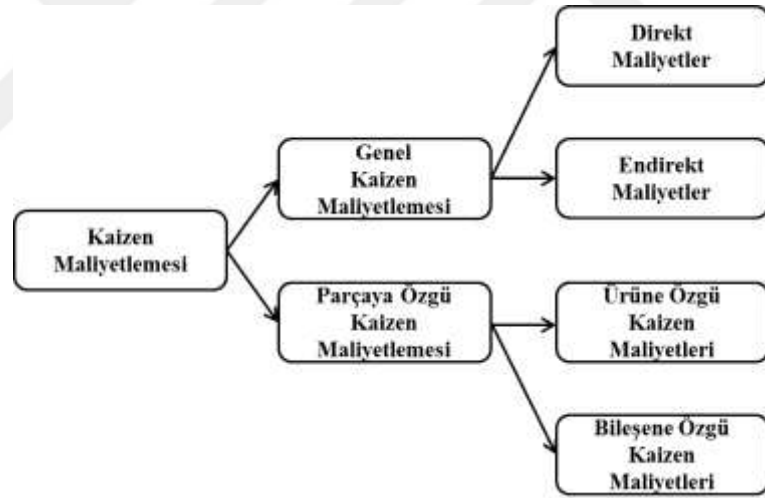 Direkt
Maliyetler
Genel
Kaizen
Maliyetlemesi
Endirekt
Maliyetler
Kaizen
Maliyetlemesi
Parçaya Özgü
Kaizen
Maliyetlemesi
Ürüne Özgü
Kaizen
Maliyetleri
Bileşene Özgü
Kaizen
Maliyetleri